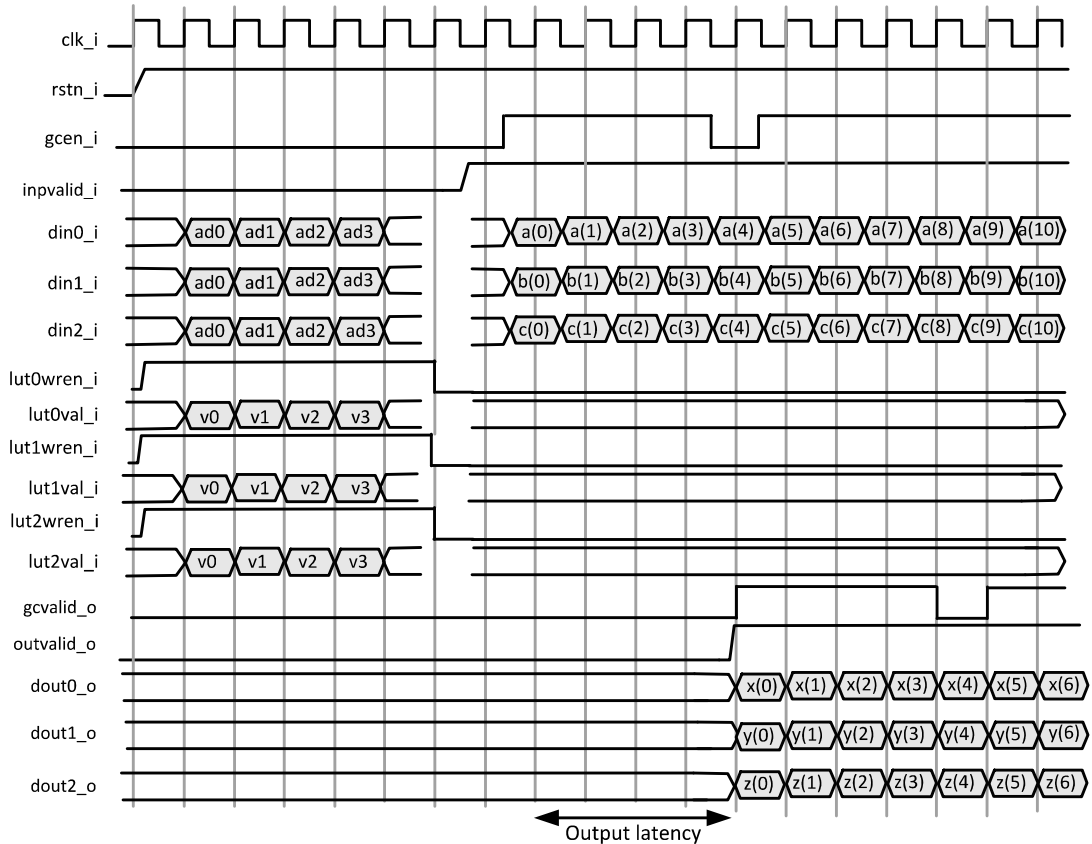 clk_i
rstn_i
gcen_i
inpvalid_i
din0_i ad0 ad1 ad2 ad3 a(0) a(1) a(2) a(3) a(4) a(5) a(6) a(7) a(8) a(9) a(10)
din1_i ad0 ad1 ad2 ad3 b(0) b(1) b(2) b(3) b(4) b(5) b(6) b(7) b(8) b(9) b(10)
din2_i ad0 ad1 ad2 ad3 c(0) c(1) c(2) c(3) c(4) c(5) c(6) c(7) c(8) c(9) c(10)
lut0wren_i
lut0val_i v0 v1 v2 v3
lut1wren_i
lut1val_i v0 v1 v2 v3
lut2wren_i
lut2val_i v0 v1 v2 v3
gcvalid_o
outvalid_o
dout0_o x(0) x(1) x(2) x(3) x(4) x(5) x(6)
dout1_o y(0) y(1) y(2) y(3) y(4) y(5) y(6)
dout2_o z(0) z(1) z(2) z(3) z(4) z(5) z(6)
Output latency